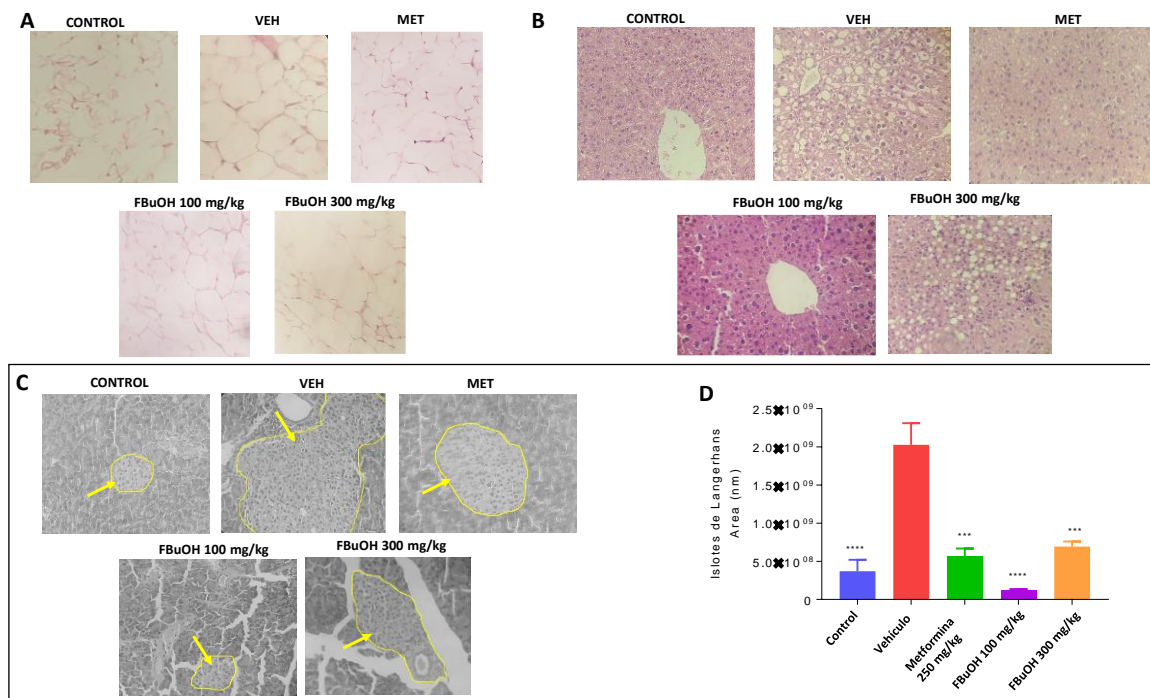 A
CONTROL
VEH
MET
FBuOH 100 mg/kg
FBuOH 300 mg/kg
B
CONTROL
VEH
MET
FBuOH 100 mg/kg
FBuOH 300 mg/kg
C
CONTROL
VEH
MET
FBuOH 100 mg/kg
FBuOH 300 mg/kg
D
Islotes de Langerhans
Area (nm)
2.5✖10⁰⁹
2.0✖10⁰⁹
1.5✖10⁰⁹
1.0✖10⁰⁹
5.0✖10⁰⁸
0
****
***
****
***
Control
Vehículo
Metformina
250 mg/kg
FBuOH 100 mg/kg
FBuOH 300 mg/kg